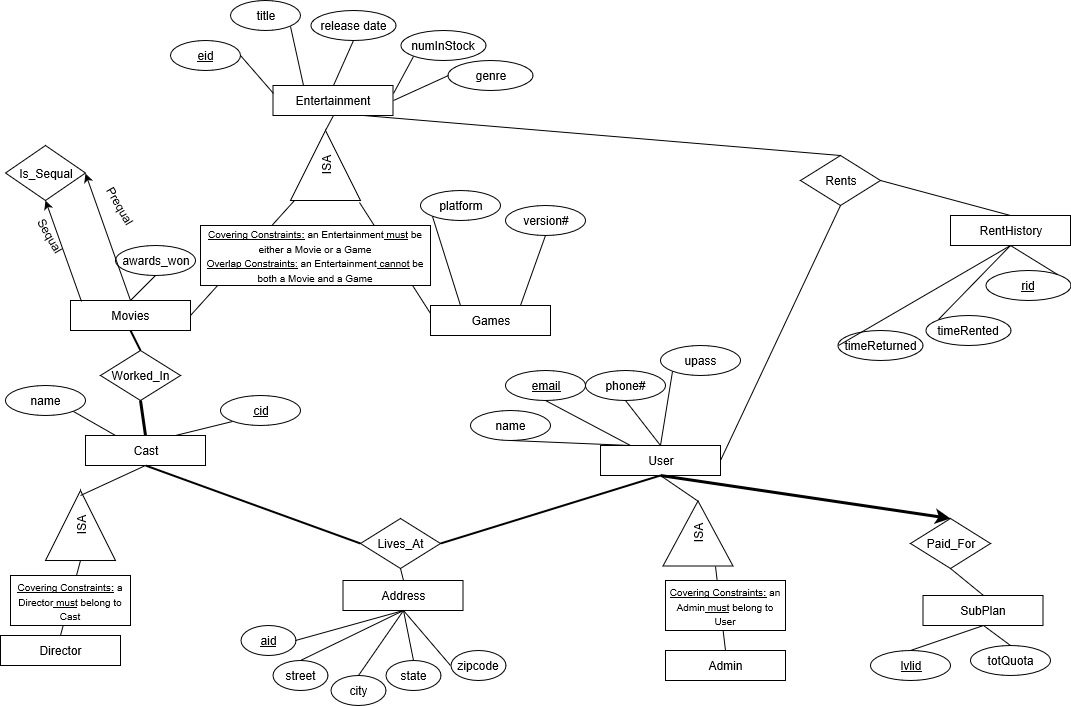 title
release date
eid
numInStock
genre
Entertainment
ISA
Is_Sequal
Prequal
Sequal
Rents
platform
version#
RentHistory
Covering Constraints: an Entertainment must be
either a Movie or a Game
Overlap Constraints: an Entertainment cannot be
both a Movie and a Game
awards_won
rid
Movies
Games
timeRented
timeReturned
Worked_In
upass
email
phone#
name
cid
name
Cast
User
ISA
ISA
Lives_At
Paid_For
Covering Constraints: a
Director must belong to
Cast
Address
Covering Constraints: an
Admin must belong to
User
SubPlan
Director
aid
street
city
state
zipcode
Admin
lvlid
totQuota